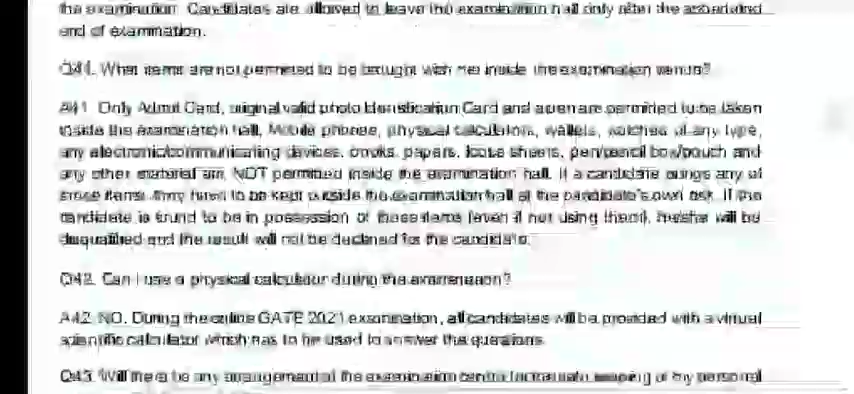 the examination. Candidates are allowed to leave the examination hall only after the scheduled
end of examination.
Q41. What items are not permitted to be brought with me inside the examination venue?
A41. Only Admit Card, original valid photo Identification Card and a pen are permitted to be taken
inside the examination hall. Mobile phones, physical calculators, wallets, watches of any type,
any electronic/communicating devices, books, papers, loose sheets, pen/pencil box/pouch and
any other material are NOT permitted inside the examination hall. If a candidate brings any of
these items, they have to be kept outside the examination hall at the candidate's own risk. If the
candidate is found to be in possession of these items (even if not using them), he/she will be
disqualified and the result will not be declared for the candidate.
Q42. Can I use a physical calculator during the examination?
A42. NO. During the online GATE 2021 examination, all candidates will be provided with a virtual
scientific calculator which has to be used to answer the questions.
Q43. Will there be any arrangement at the examination centre for keeping of my personal